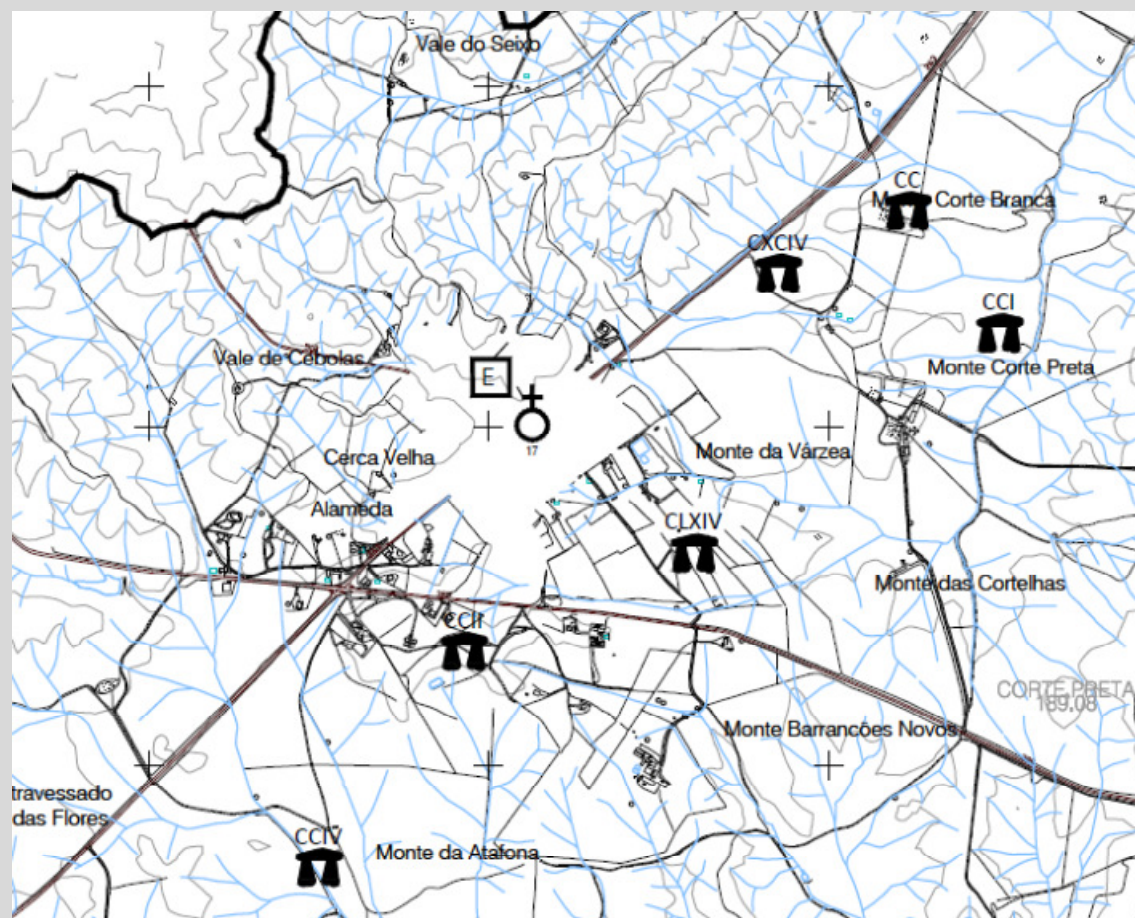 Vale do Seixo
CC
Corte Branca
CXCIV
CCI
Vale de Cebolas
E
Monte Corte Preta
17
Cerca Velha
Monte da Várzea
Alameda
CLXIV
Monte das Cortelhas
CCII
CORTE PRETA
189.08
Monte Barrancões Novos
travessado
das Flores
CCIV
Monte da Atafona